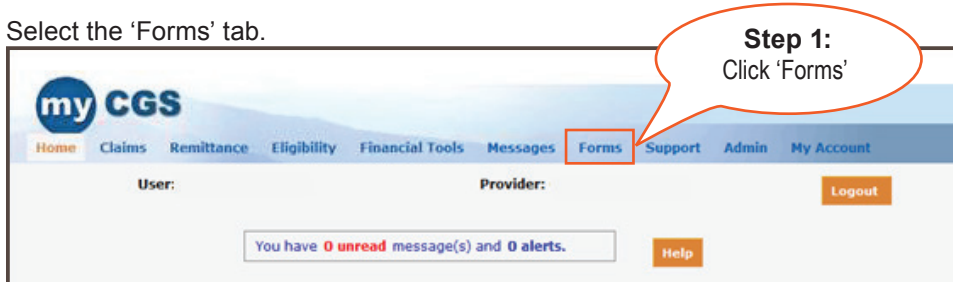 Select the ‘Forms’ tab.
Step 1:
Click ‘Forms’
my CGS
Home Claims Remittance Eligibility Financial Tools Messages Forms Support Admin My Account
User: Provider: Logout
You have 0 unread message(s) and 0 alerts. Help